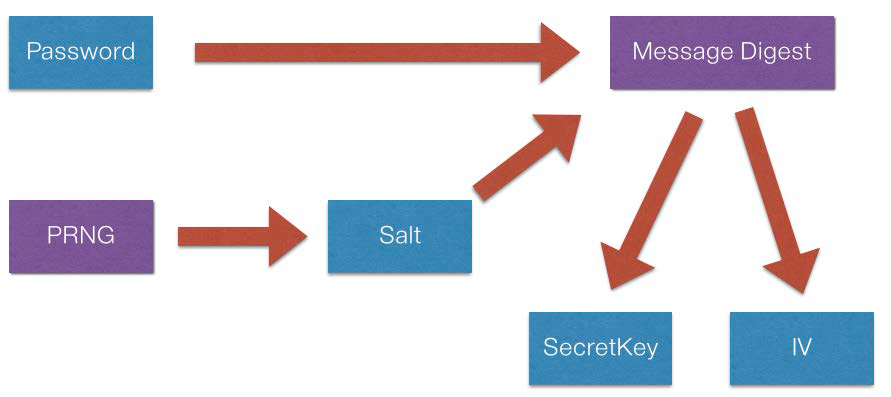 Password
Message Digest
PRNG
Salt
SecretKey
IV